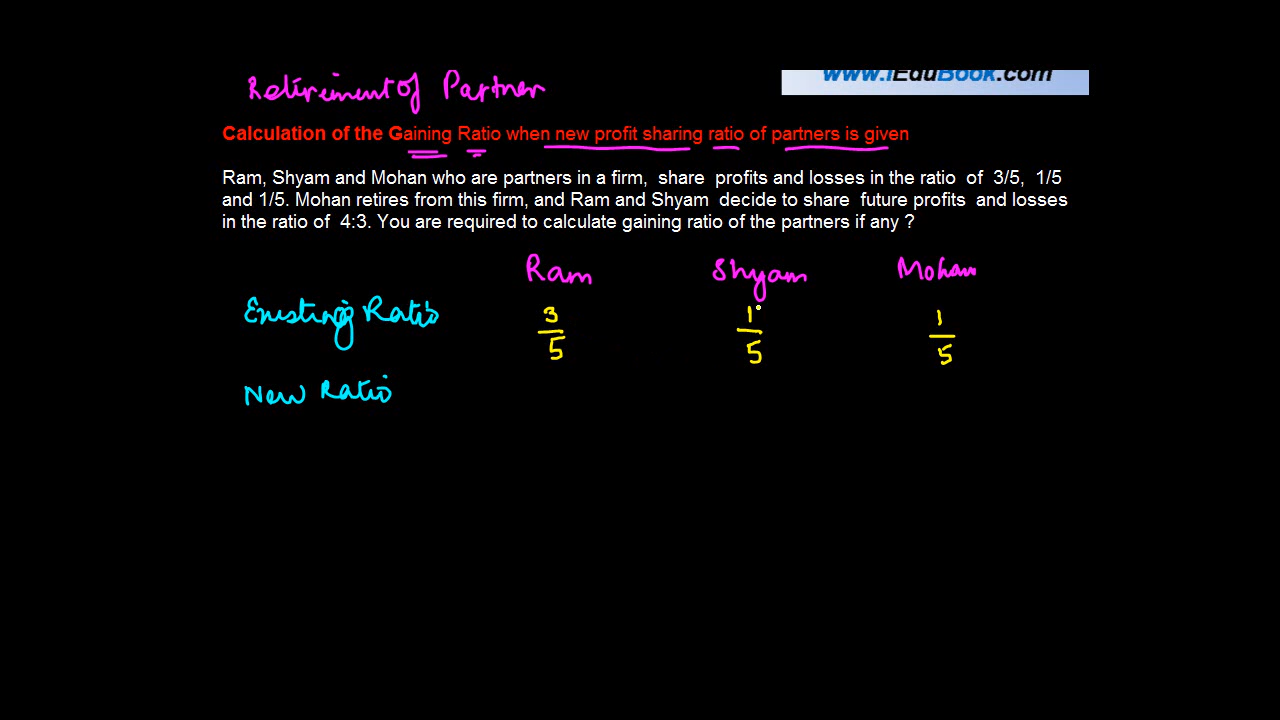 www.iEduBook.com
Retirement of Partner
Calculation of the Gaining Ratio when new profit sharing ratio of partners is given
Ram, Shyam and Mohan who are partners in a firm, share profits and losses in the ratio of 3/5, 1/5
and 1/5. Mohan retires from this firm, and Ram and Shyam decide to share future profits and losses
in the ratio of 4:3. You are required to calculate gaining ratio of the partners if any ?
Ram Shyam Mohan
Existing Ratio 3/5 1/5 1/5
New Ratio